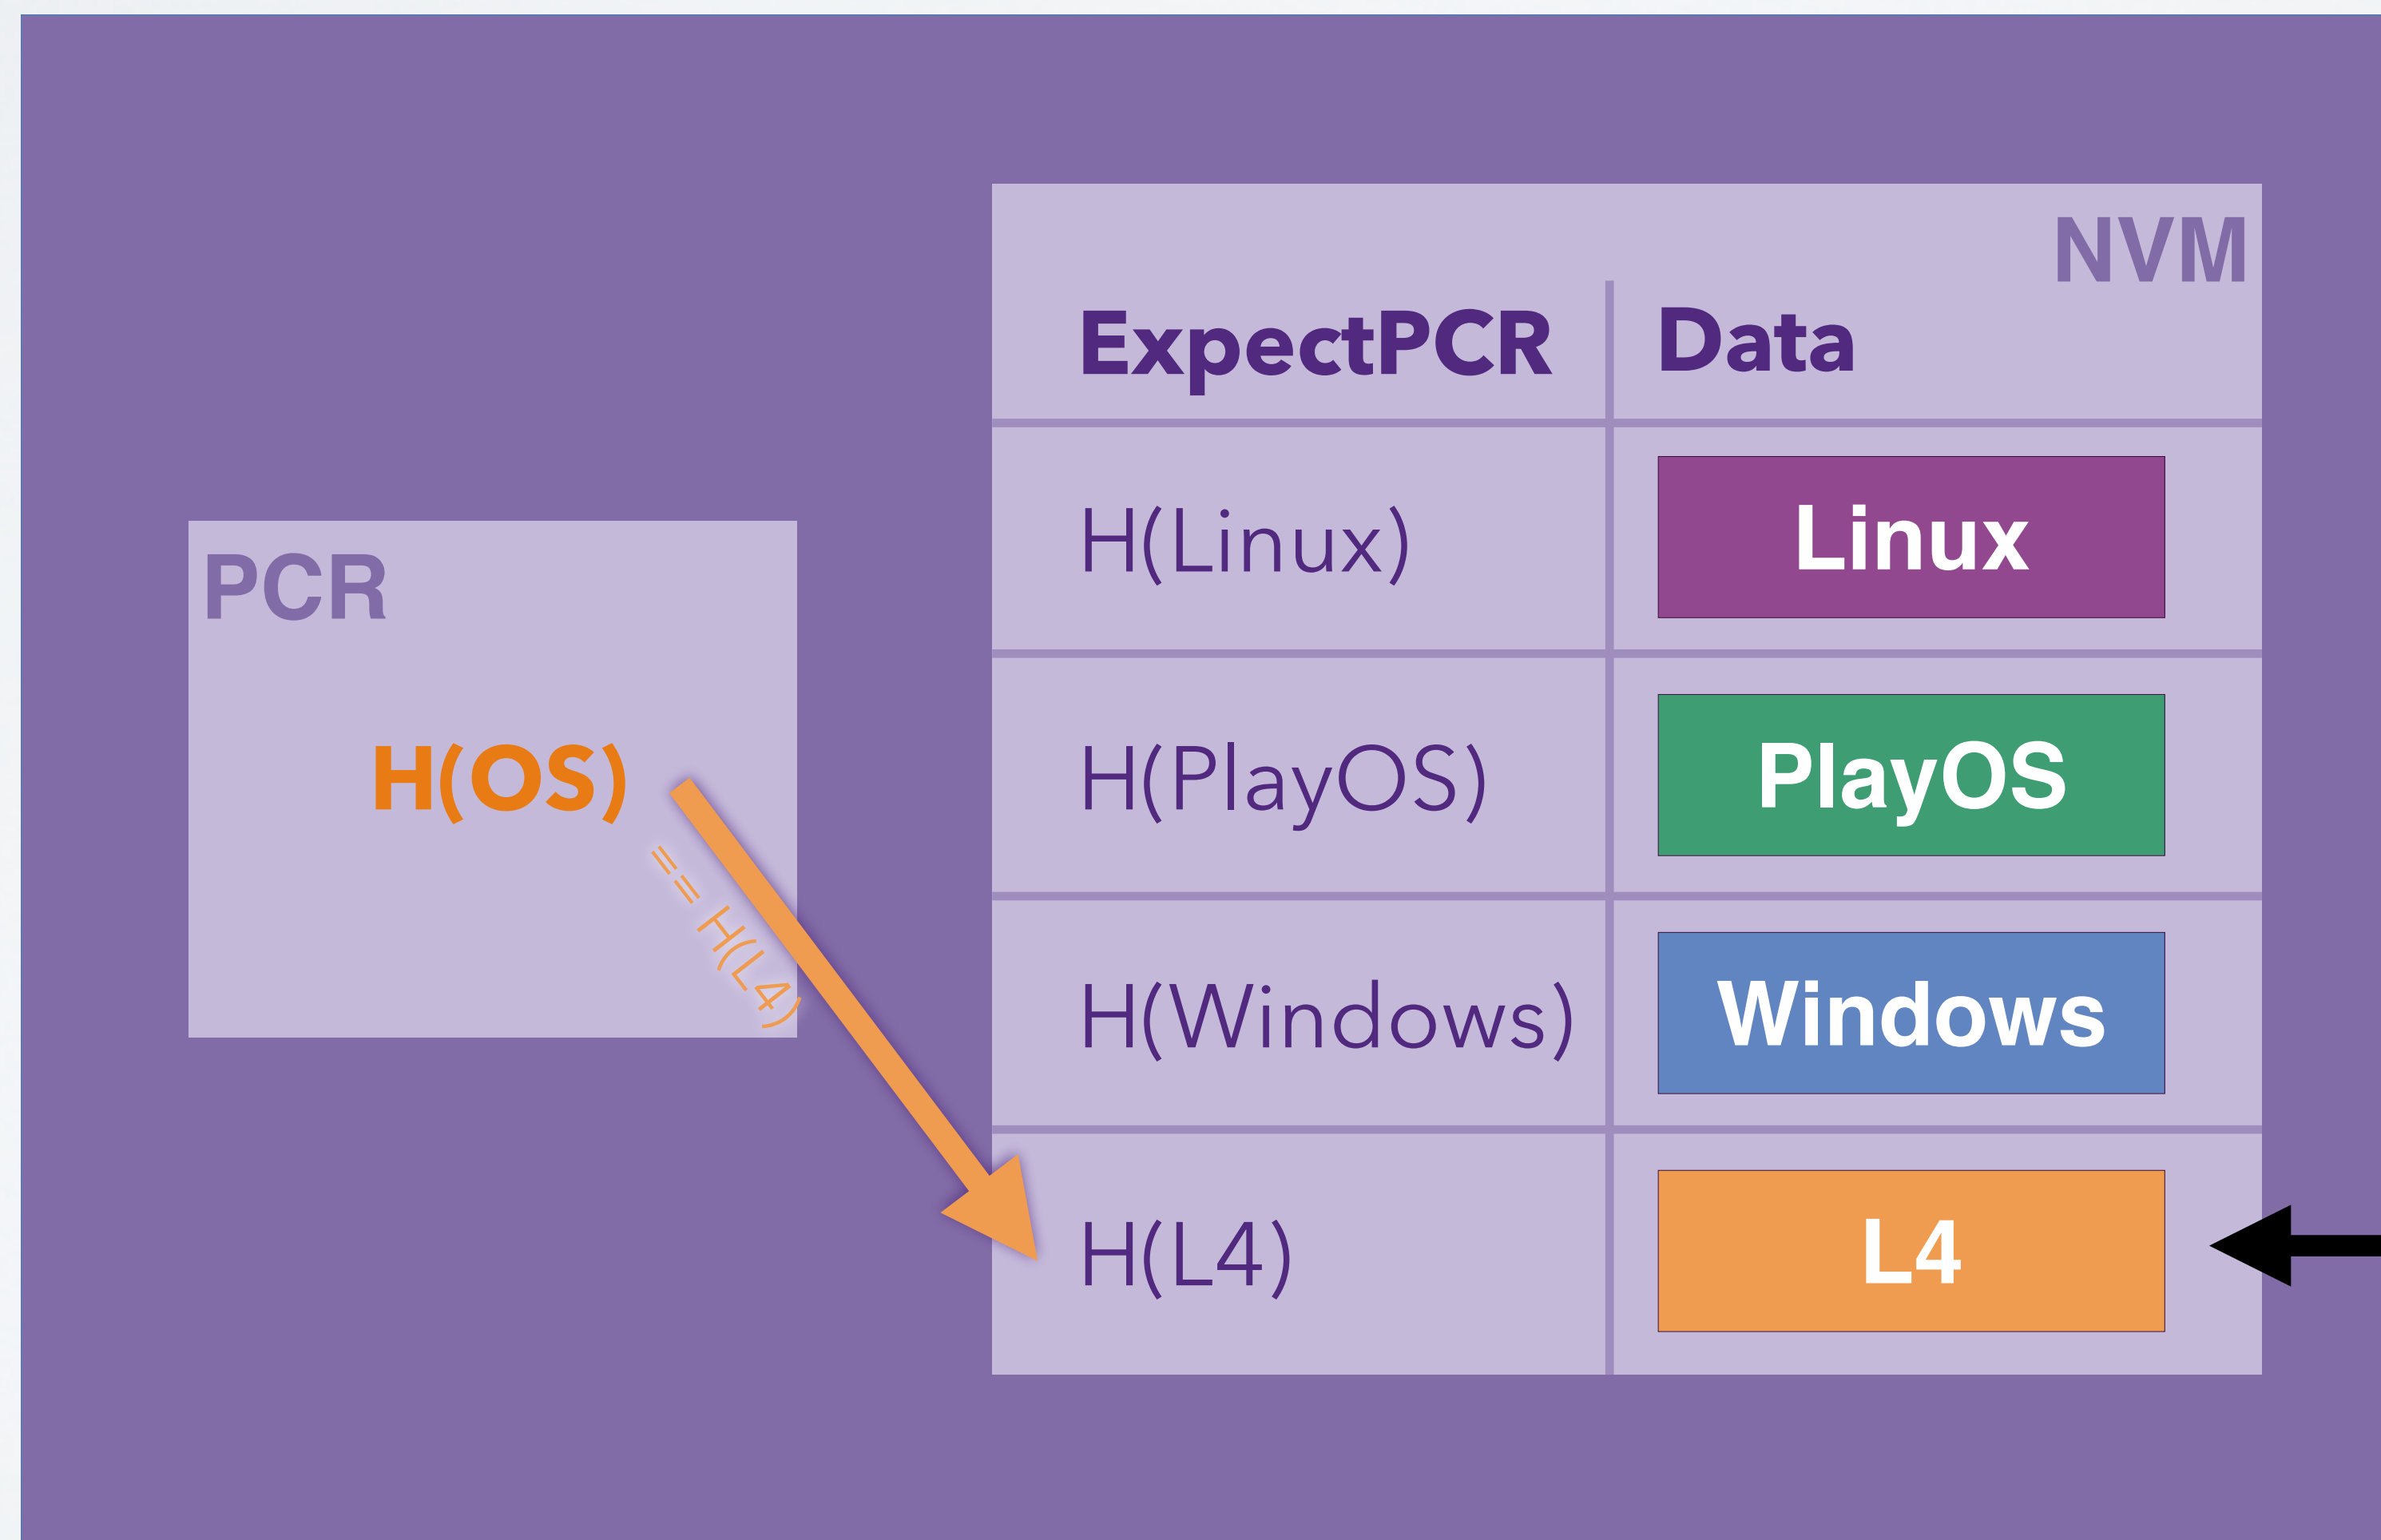 NVM
ExpectPCR Data
H(Linux) Linux
PCR
H(OS)
== H(L4)
H(PlayOS) PlayOS
H(Windows) Windows
H(L4) L4